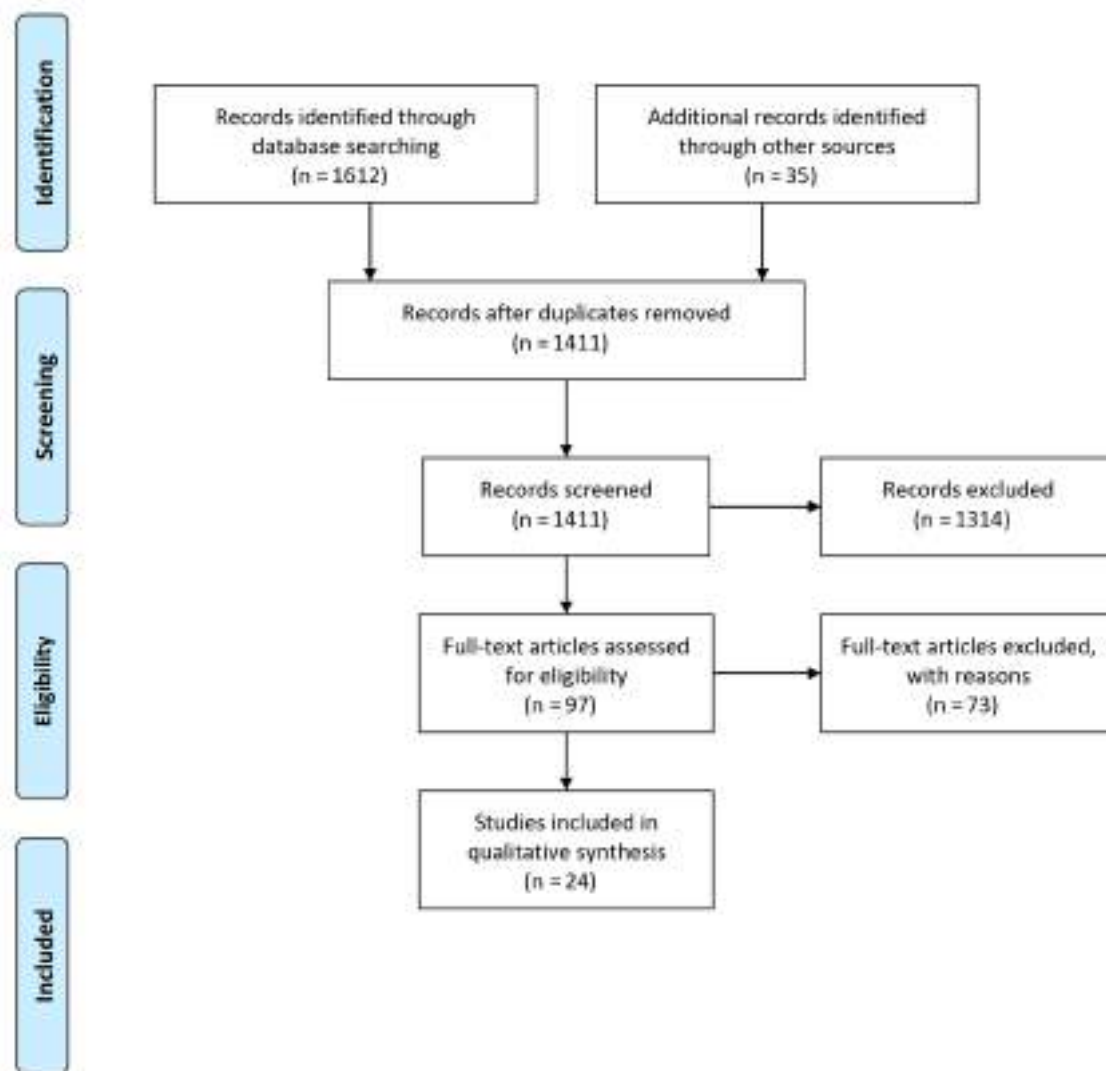 Identification
Records identified through
database searching
(n = 1612)
Additional records identified
through other sources
(n = 35)
Screening
Records after duplicates removed
(n = 1411)
Records screened
(n = 1411)
Records excluded
(n = 1314)
Eligibility
Full-text articles assessed
for eligibility
(n = 97)
Full-text articles excluded,
with reasons
(n = 73)
Included
Studies included in
qualitative synthesis
(n = 24)